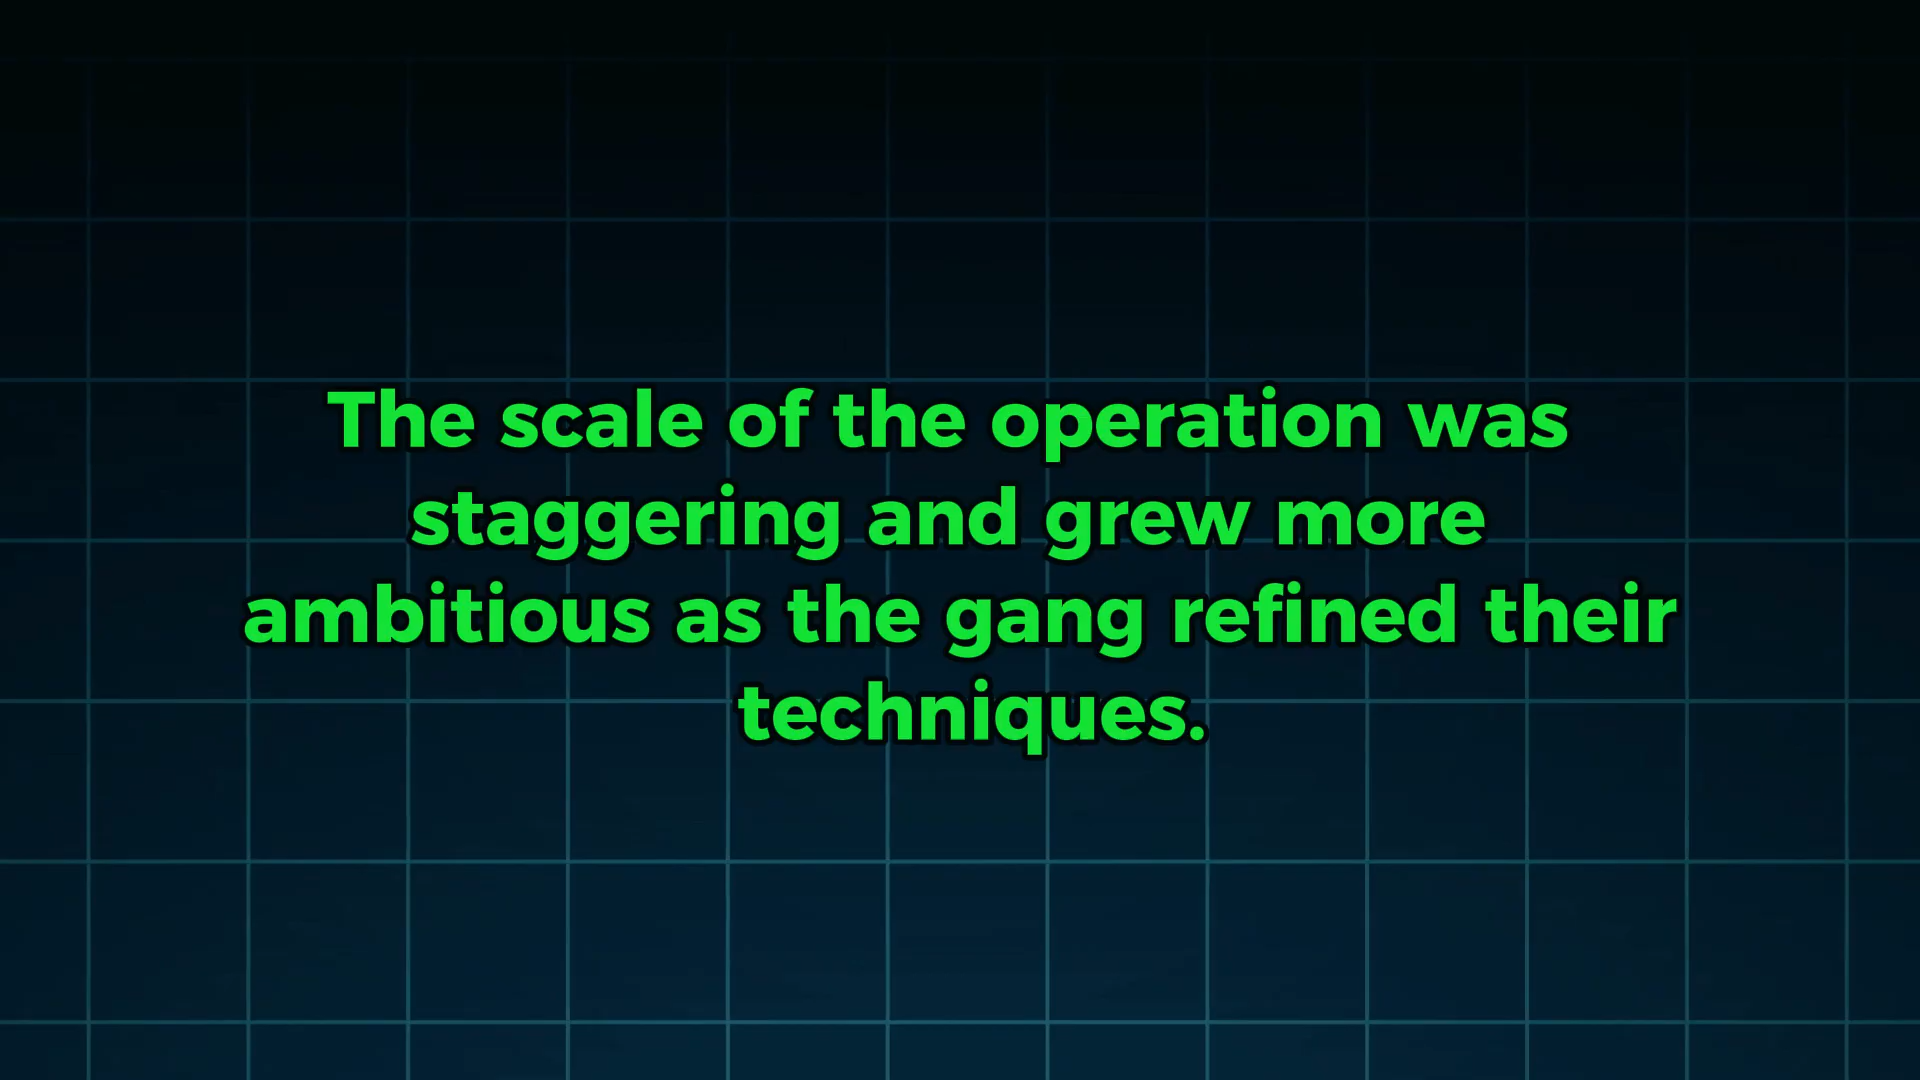 The scale of the operation was
staggering and grew more
ambitious as the gang refined their
techniques.